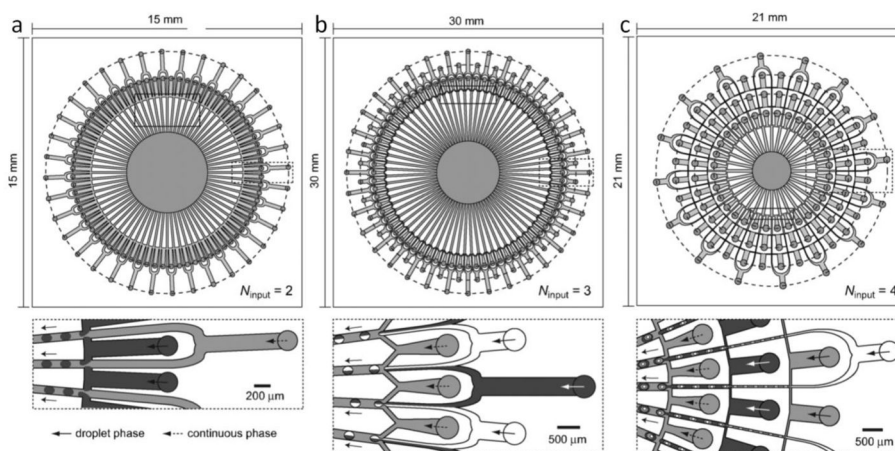 a
15 mm
15 mm
N_input = 2
b
30 mm
30 mm
N_input = 3
c
21 mm
21 mm
N_input = 4
200 μm
droplet phase
continuous phase
500 μm
500 μm